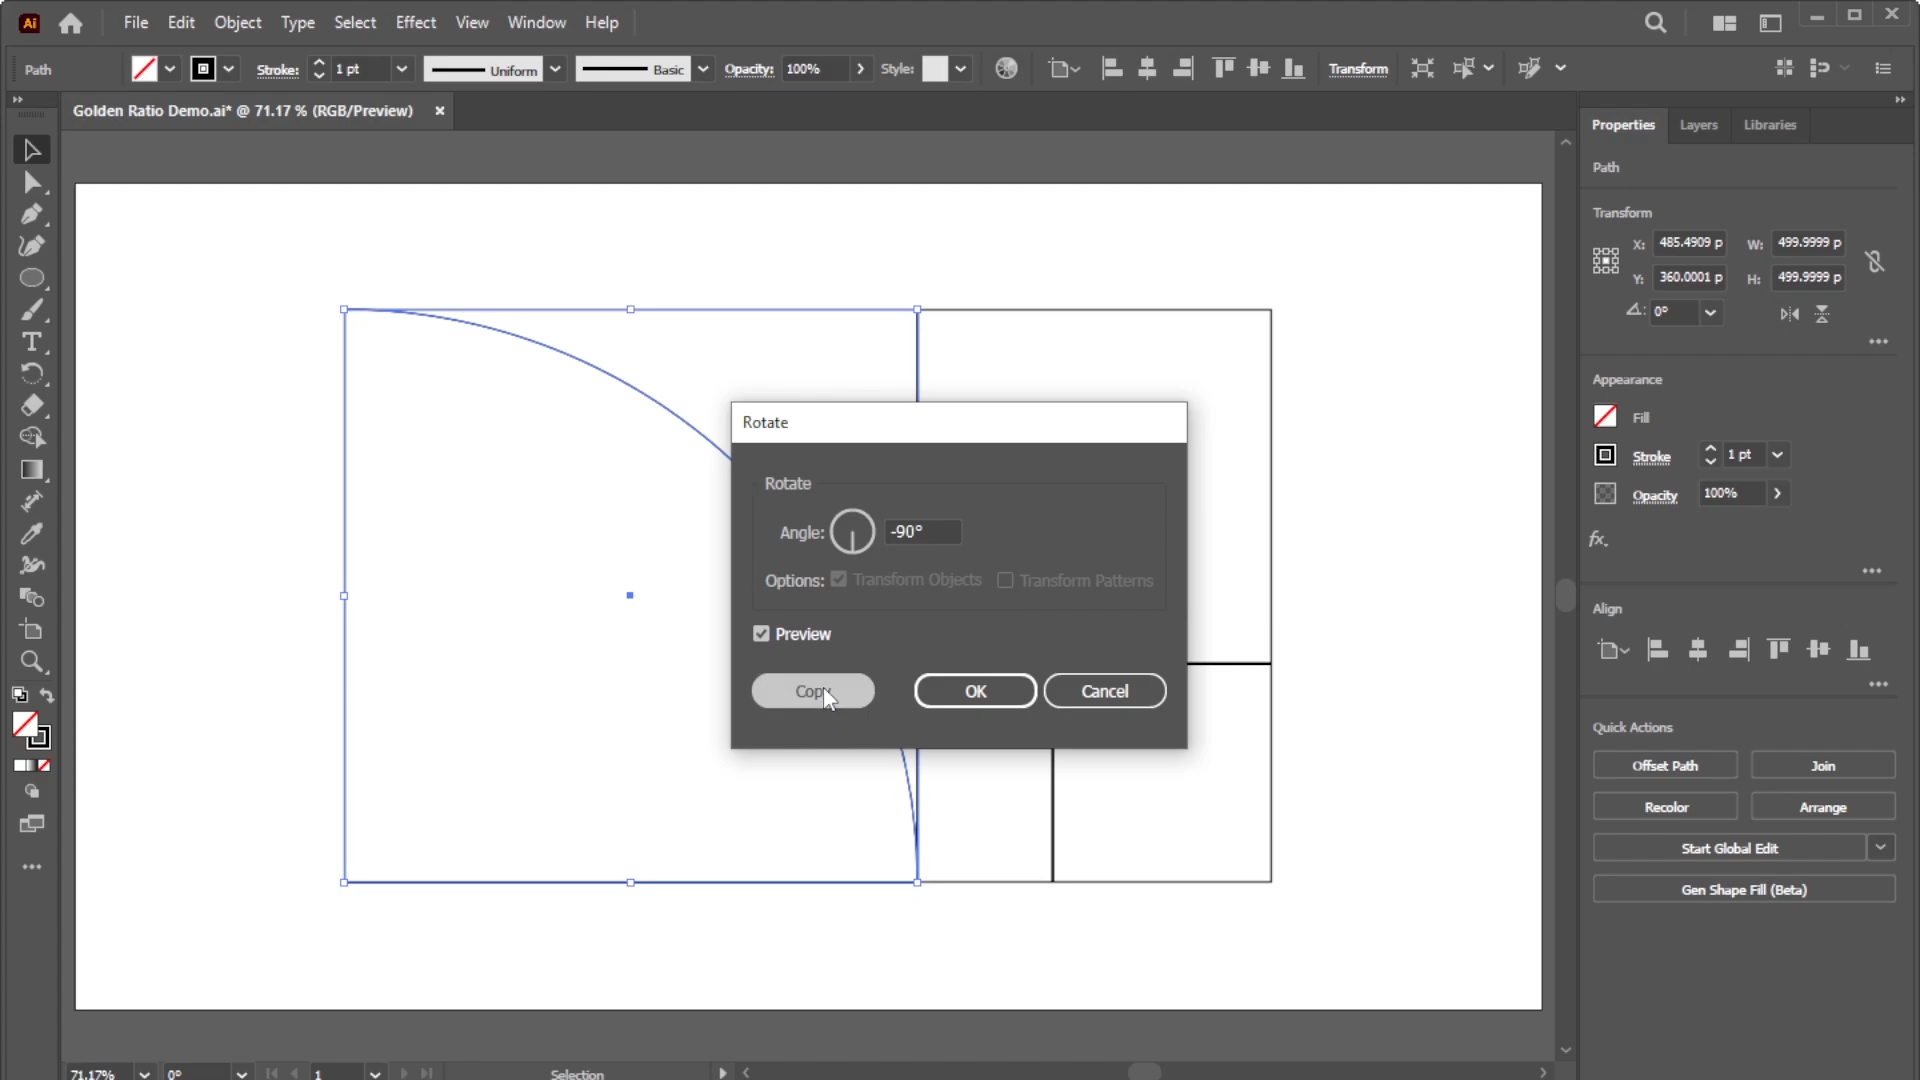 Ai File Edit Object Type Select Effect View Window Help
Path Stroke: 1 pt Uniform Basic Opacity: 100% Style: Transform
Golden Ratio Demo.ai* @ 71.17 % (RGB/Preview)
Properties Layers Libraries
Path
Transform
X: 485.4909 p W: 499.9999 p
Y: 360.0001 p H: 499.9999 p
0°
Appearance
Fill
Stroke 1 pt
Opacity 100%
fx.
Align
Quick Actions
Offset Path Join
Recolor Arrange
Start Global Edit
Gen Shape Fill (Beta)
Rotate
Rotate
Angle: -90°
Options: Transform Objects Transform Patterns
Preview
Copy OK Cancel
71.17% 0° 1 Selection